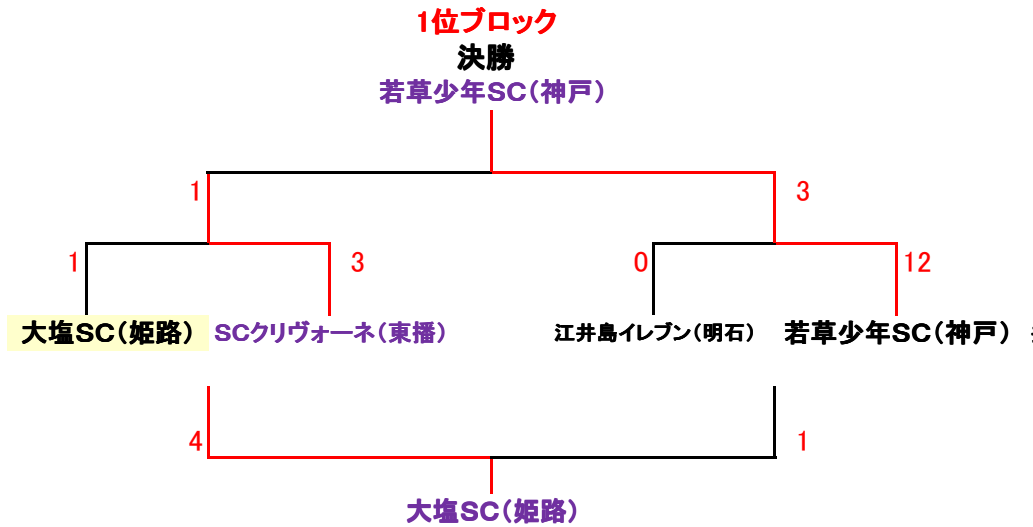 1位ブロック
決勝
若草少年SC（神戸）
1
3
1
3
0
12
大塩SC（姫路）
SCクリヴォーネ（東播）
江井島イレブン（明石）
若草少年SC（神戸）
4
1
大塩SC（姫路）